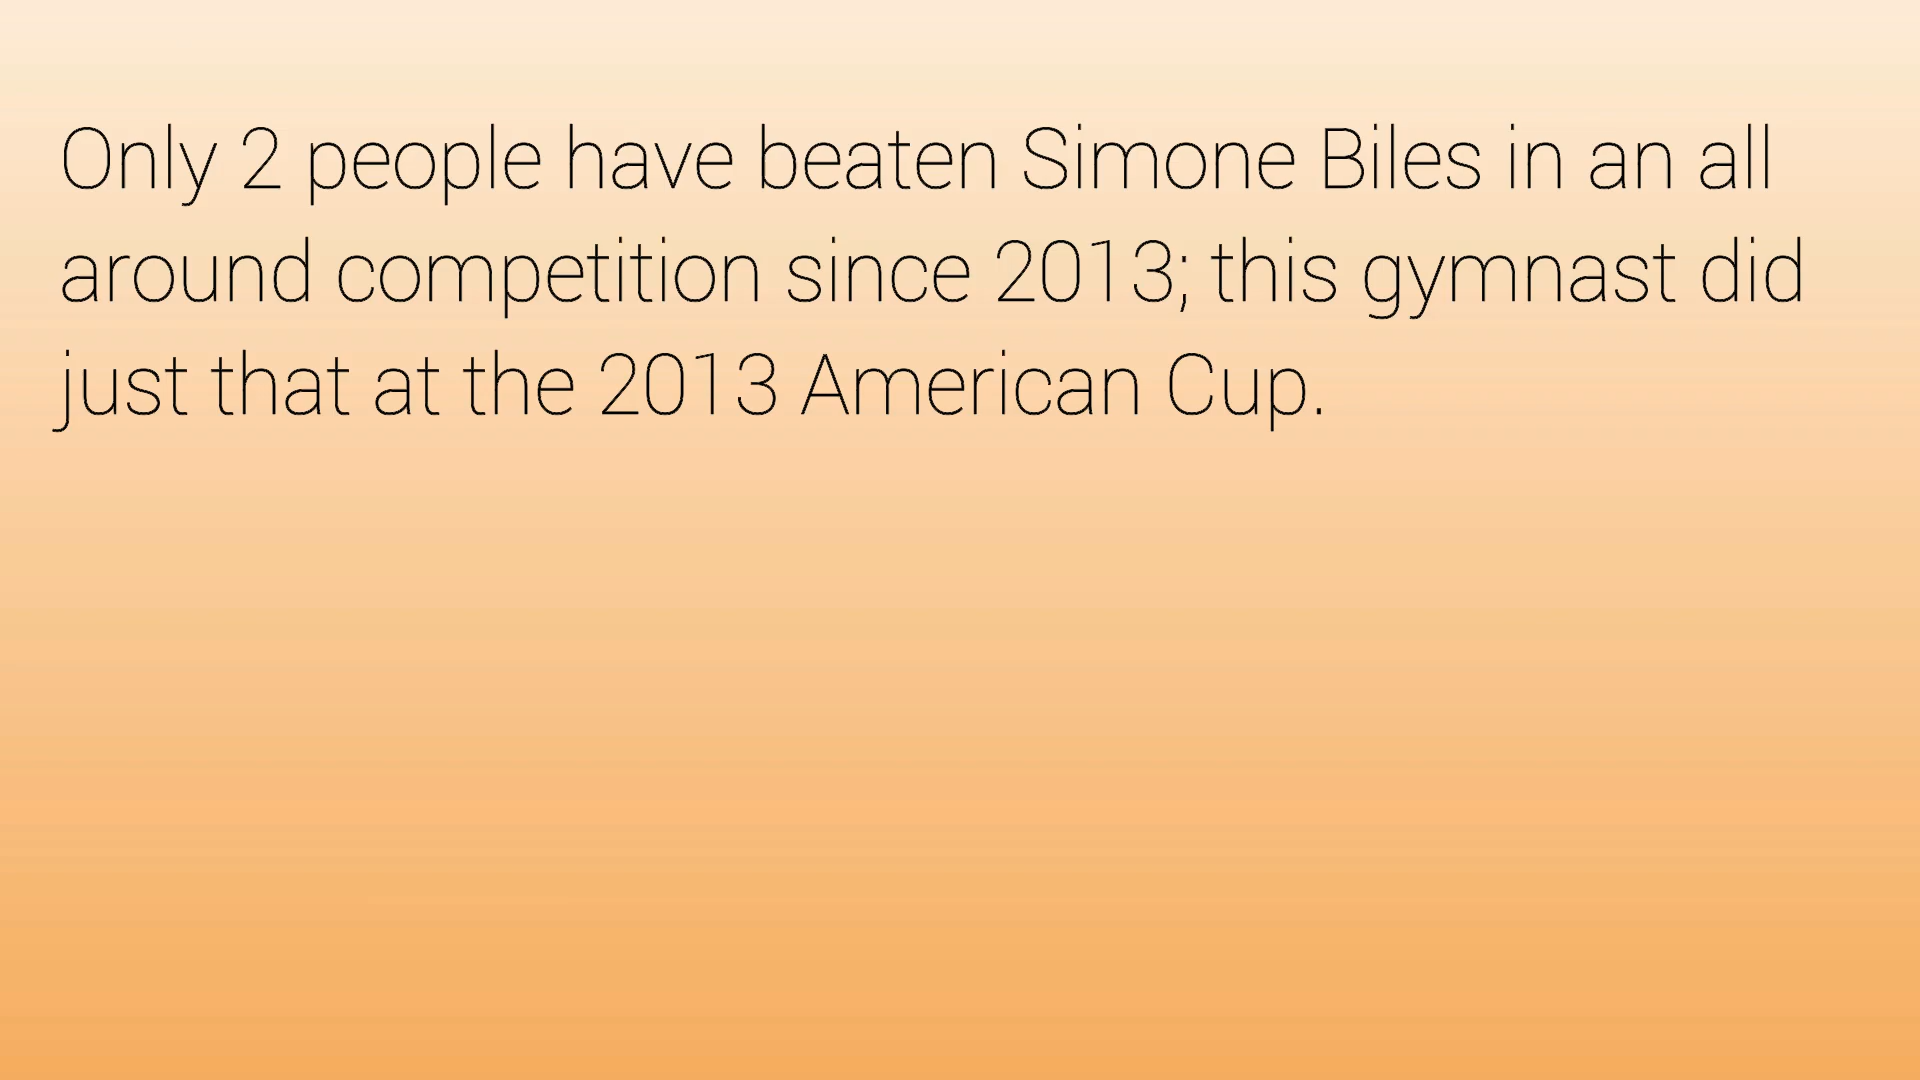 Only 2 people have beaten Simone Biles in an all
around competition since 2013; this gymnast did
just that at the 2013 American Cup.